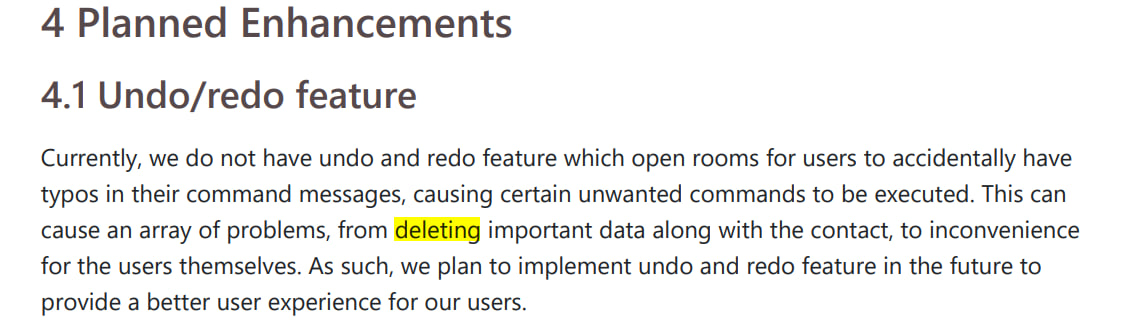 4 Planned Enhancements
4.1 Undo/redo feature
Currently, we do not have undo and redo feature which open rooms for users to accidentally have
typos in their command messages, causing certain unwanted commands to be executed. This can
cause an array of problems, from deleting important data along with the contact, to inconvenience
for the users themselves. As such, we plan to implement undo and redo feature in the future to
provide a better user experience for our users.